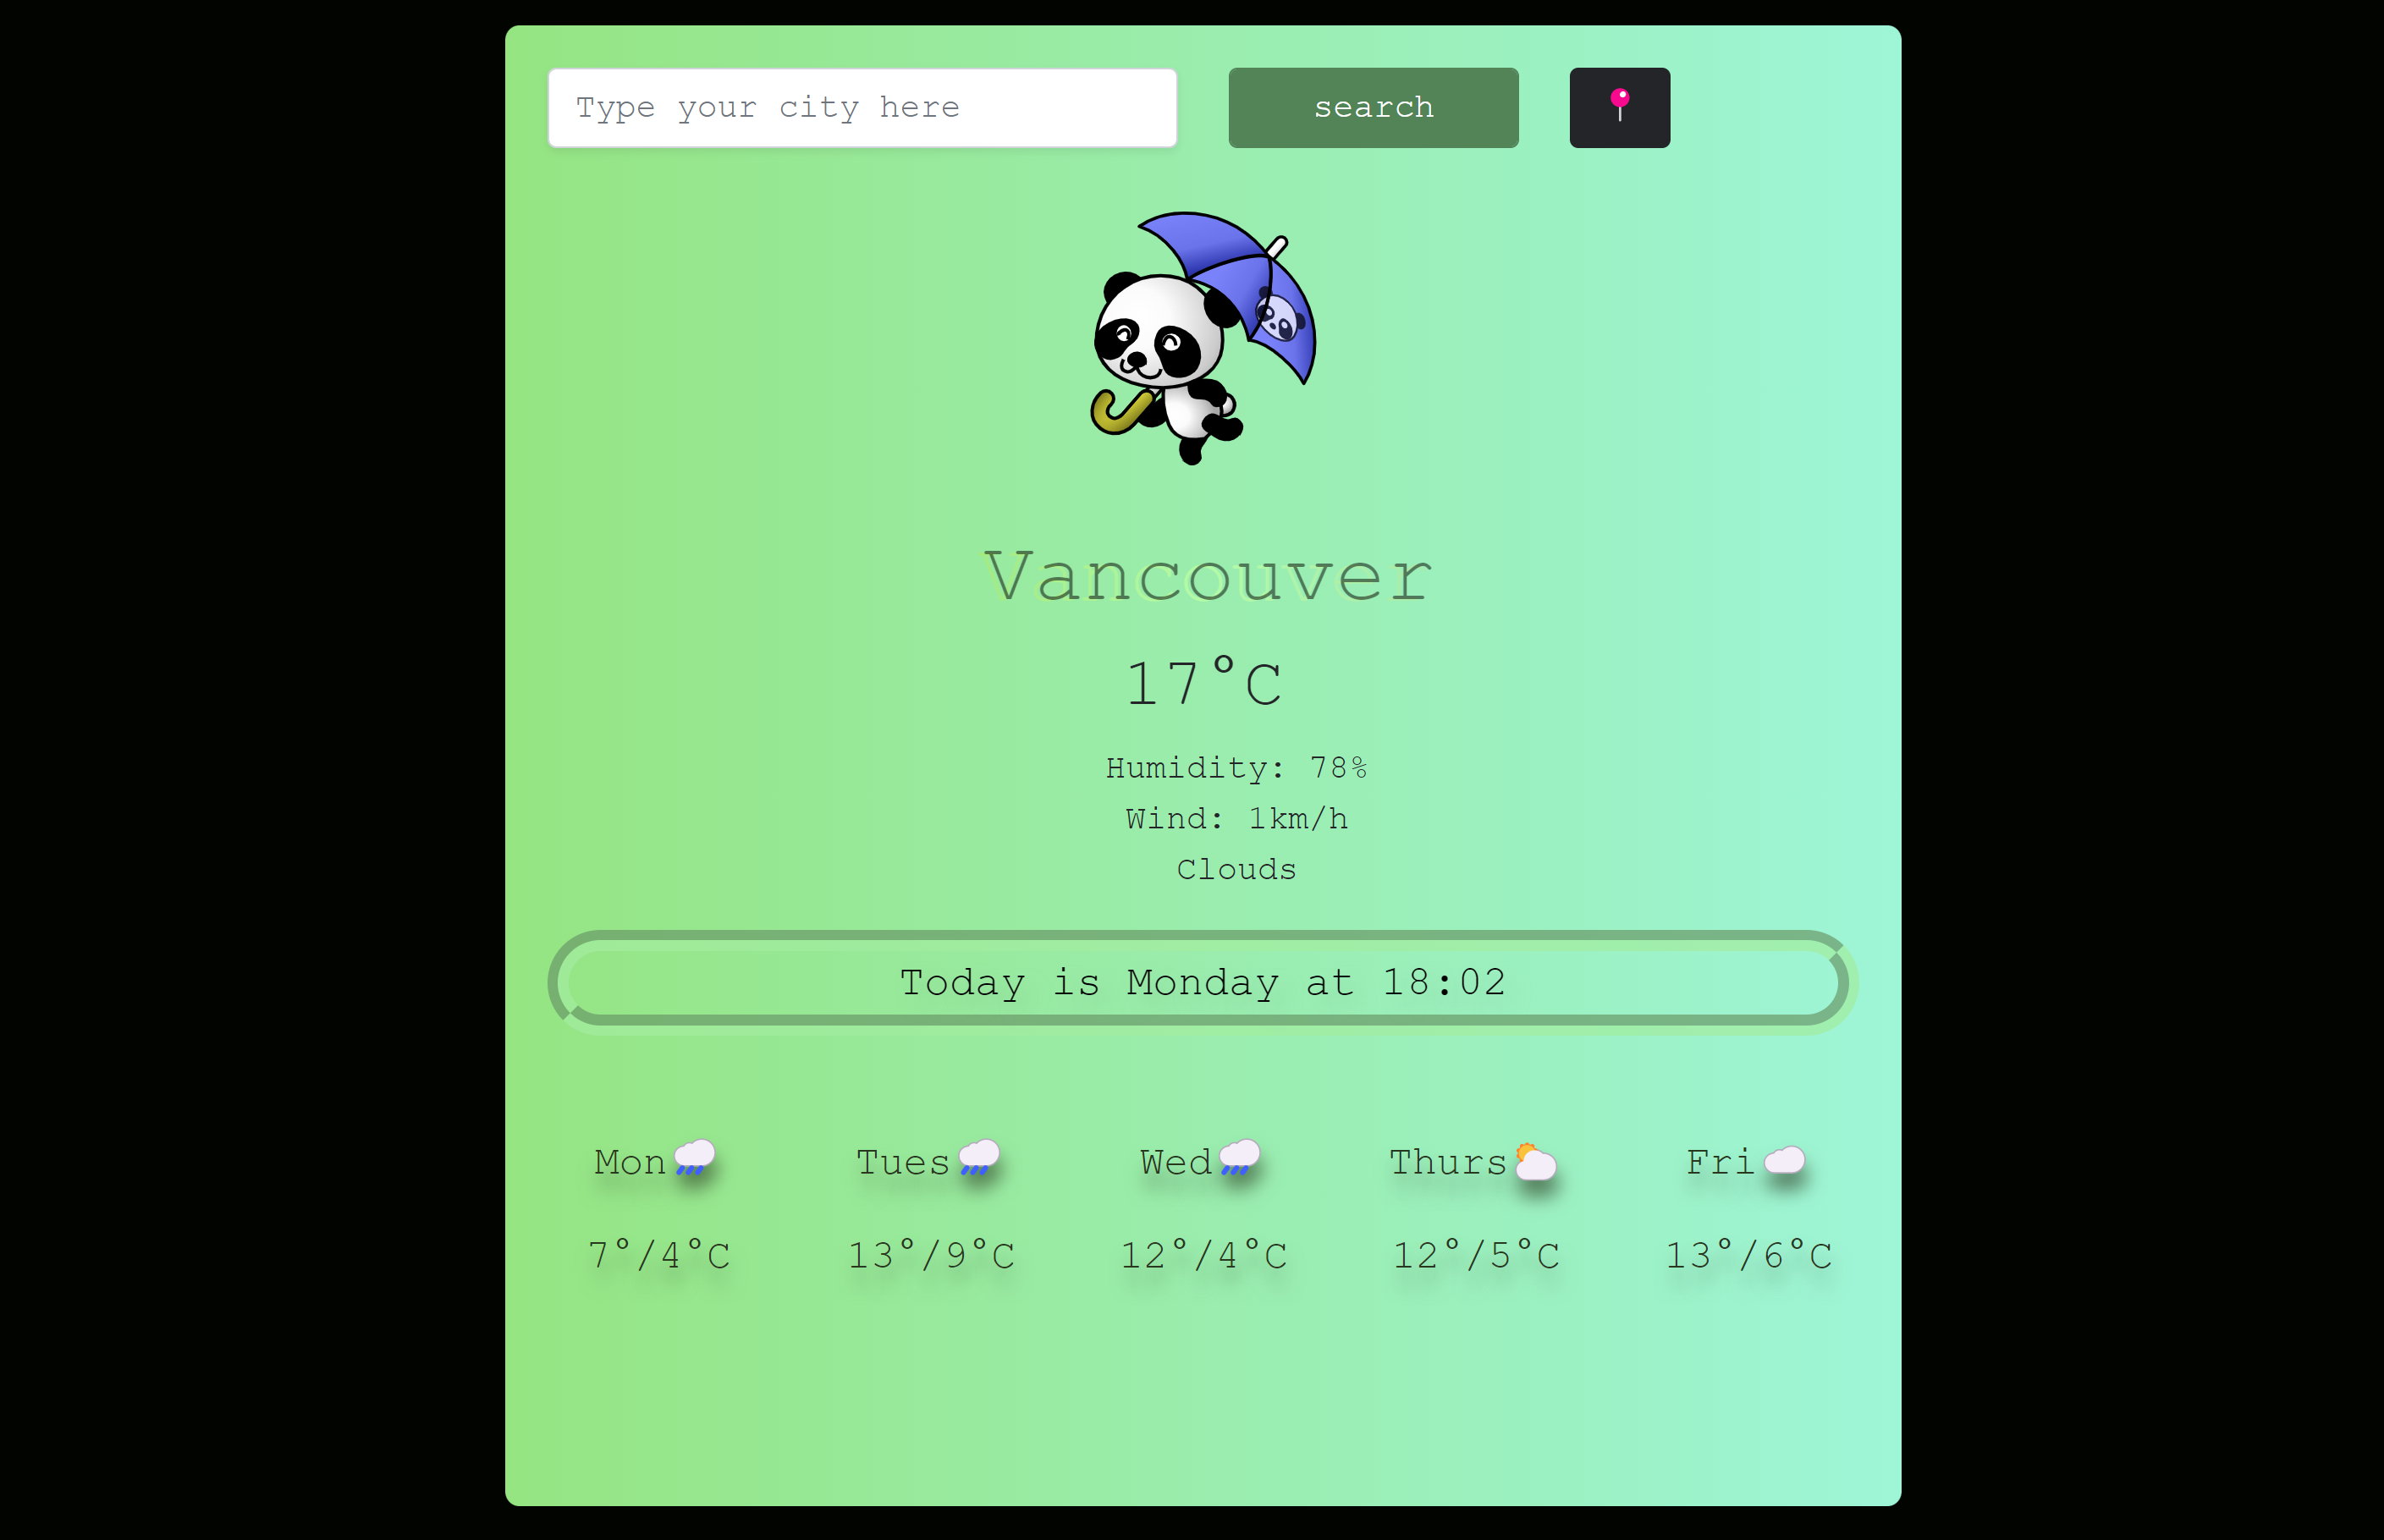 Type your city here
search
Vancouver
17°C
Humidity: 78%
Wind: 1km/h
Clouds
Today is Monday at 18:02
Mon Tues Wed Thurs Fri
7°/4°C 13°/9°C 12°/4°C 12°/5°C 13°/6°C